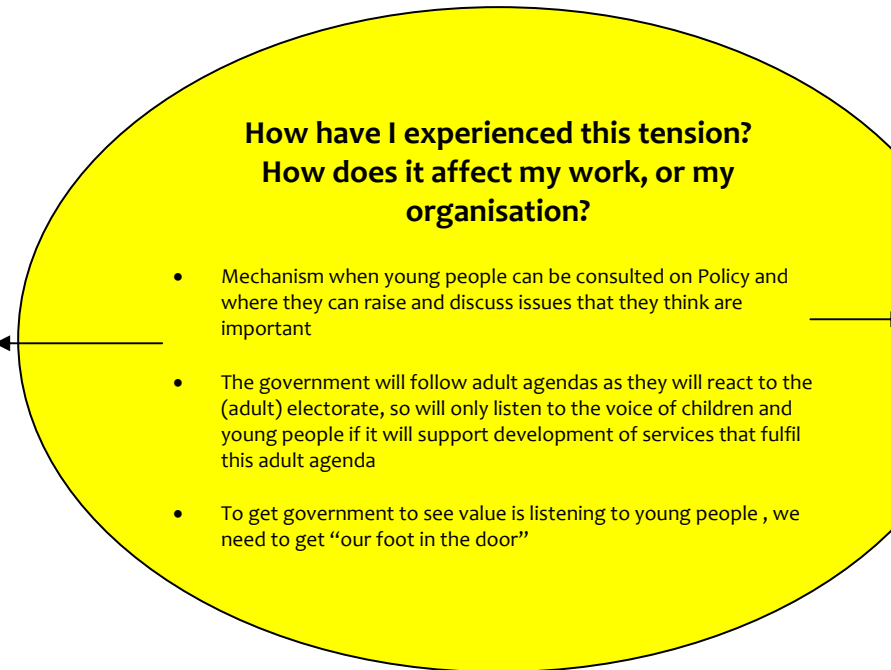 How have I experienced this tension?
How does it affect my work, or my
organisation?
• Mechanism when young people can be consulted on Policy and
where they can raise and discuss issues that they think are
important
• The government will follow adult agendas as they will react to the
(adult) electorate, so will only listen to the voice of children and
young people if it will support development of services that fulfil
this adult agenda
• To get government to see value is listening to young people , we
need to get “our foot in the door”